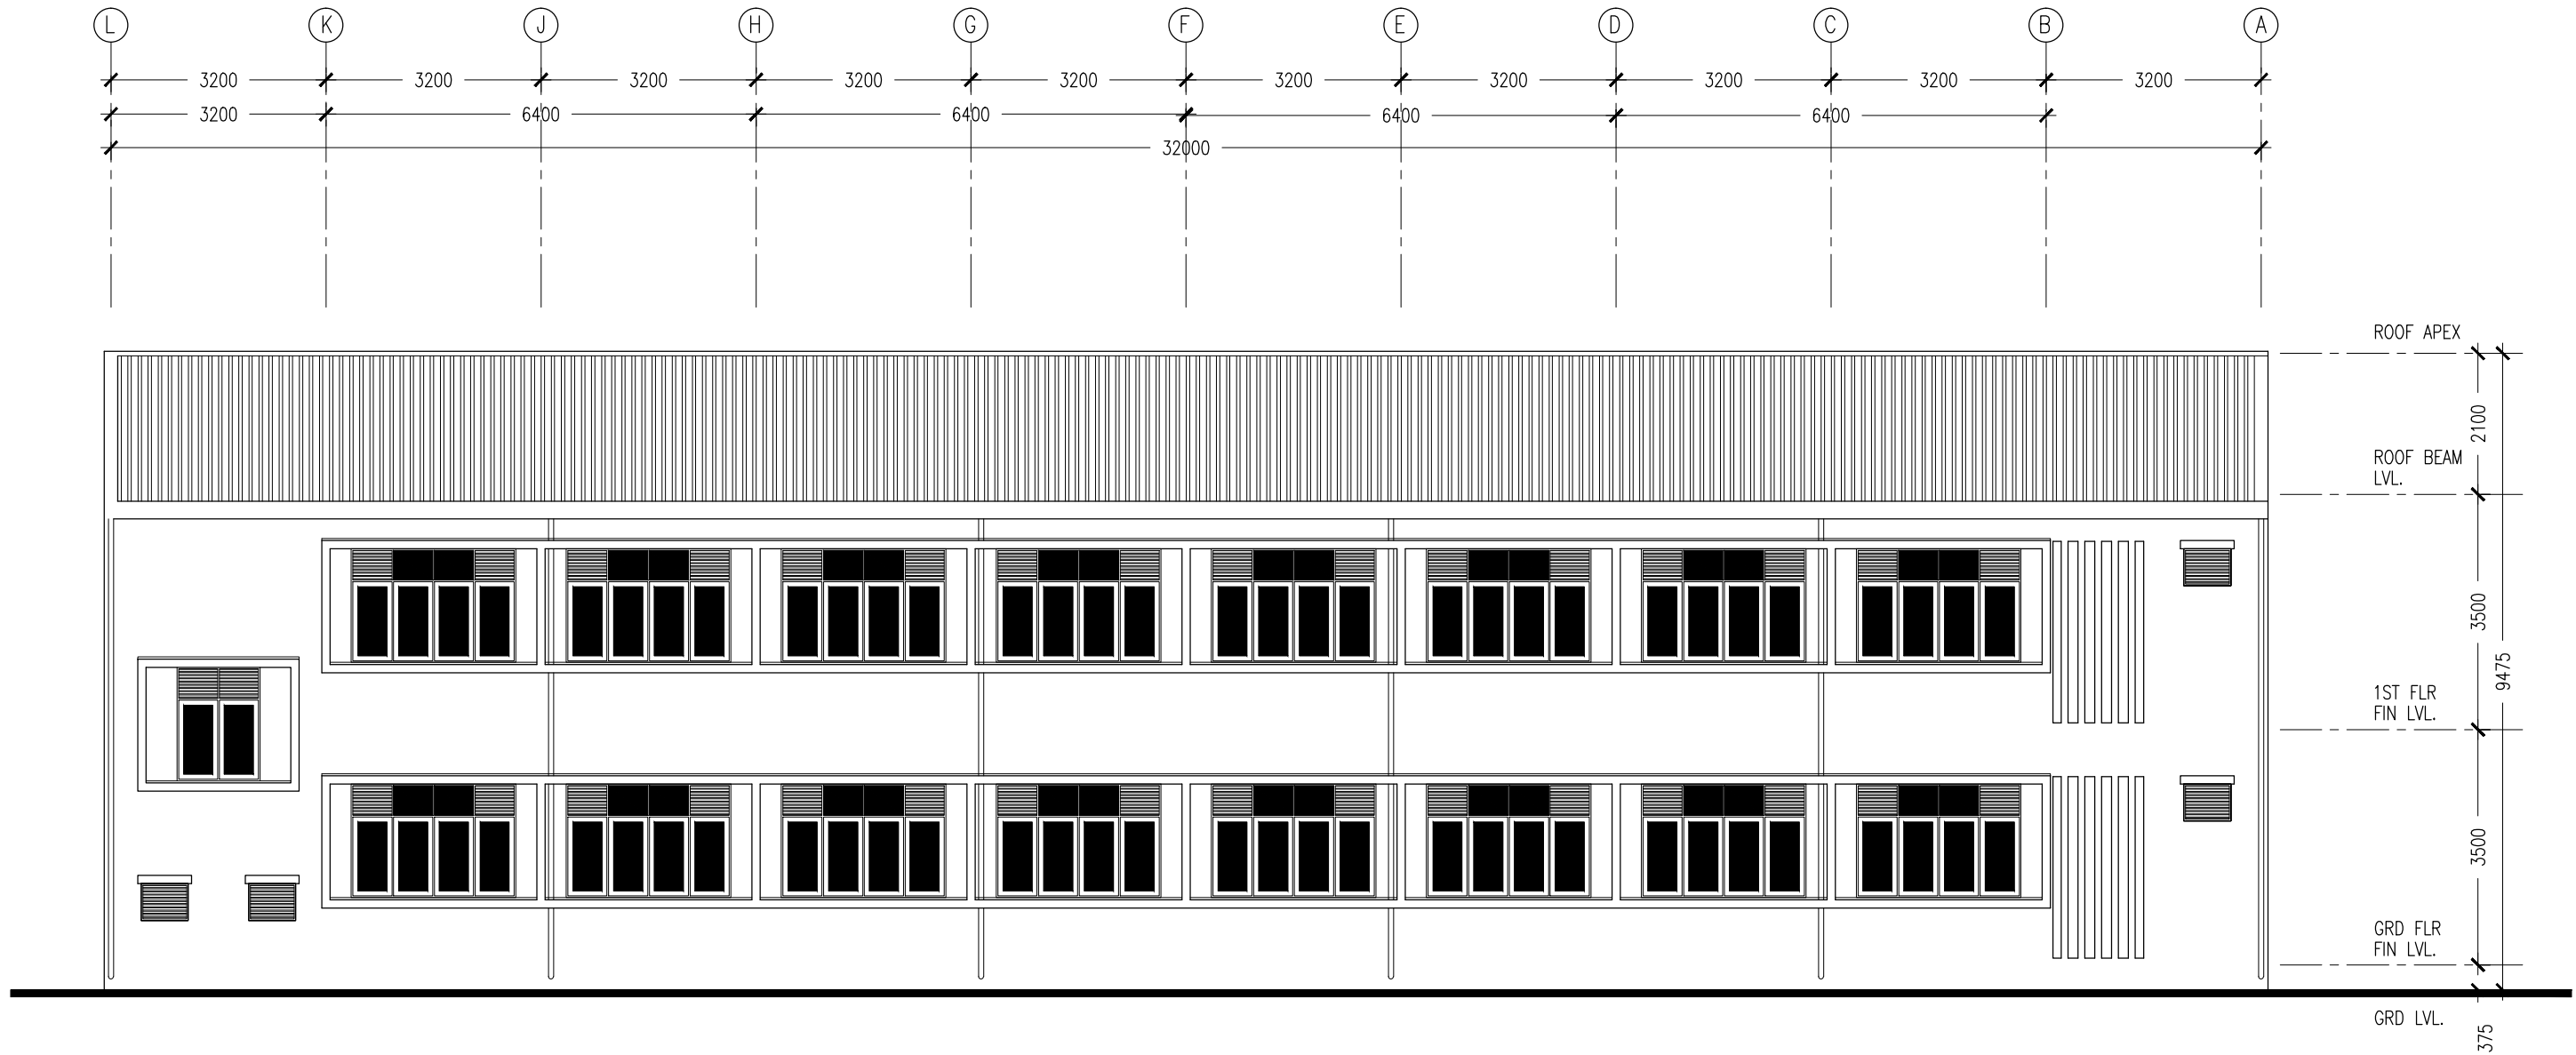 L K J H G F E D C B A
3200 3200 3200 3200 3200 3200 3200 3200 3200 3200
3200 6400 6400 6400 6400
32000
ROOF APEX
2100
ROOF BEAM
LVL.
3500
9475
1ST FLR
FIN LVL.
3500
GRD FLR
FIN LVL.
GRD LVL.
375